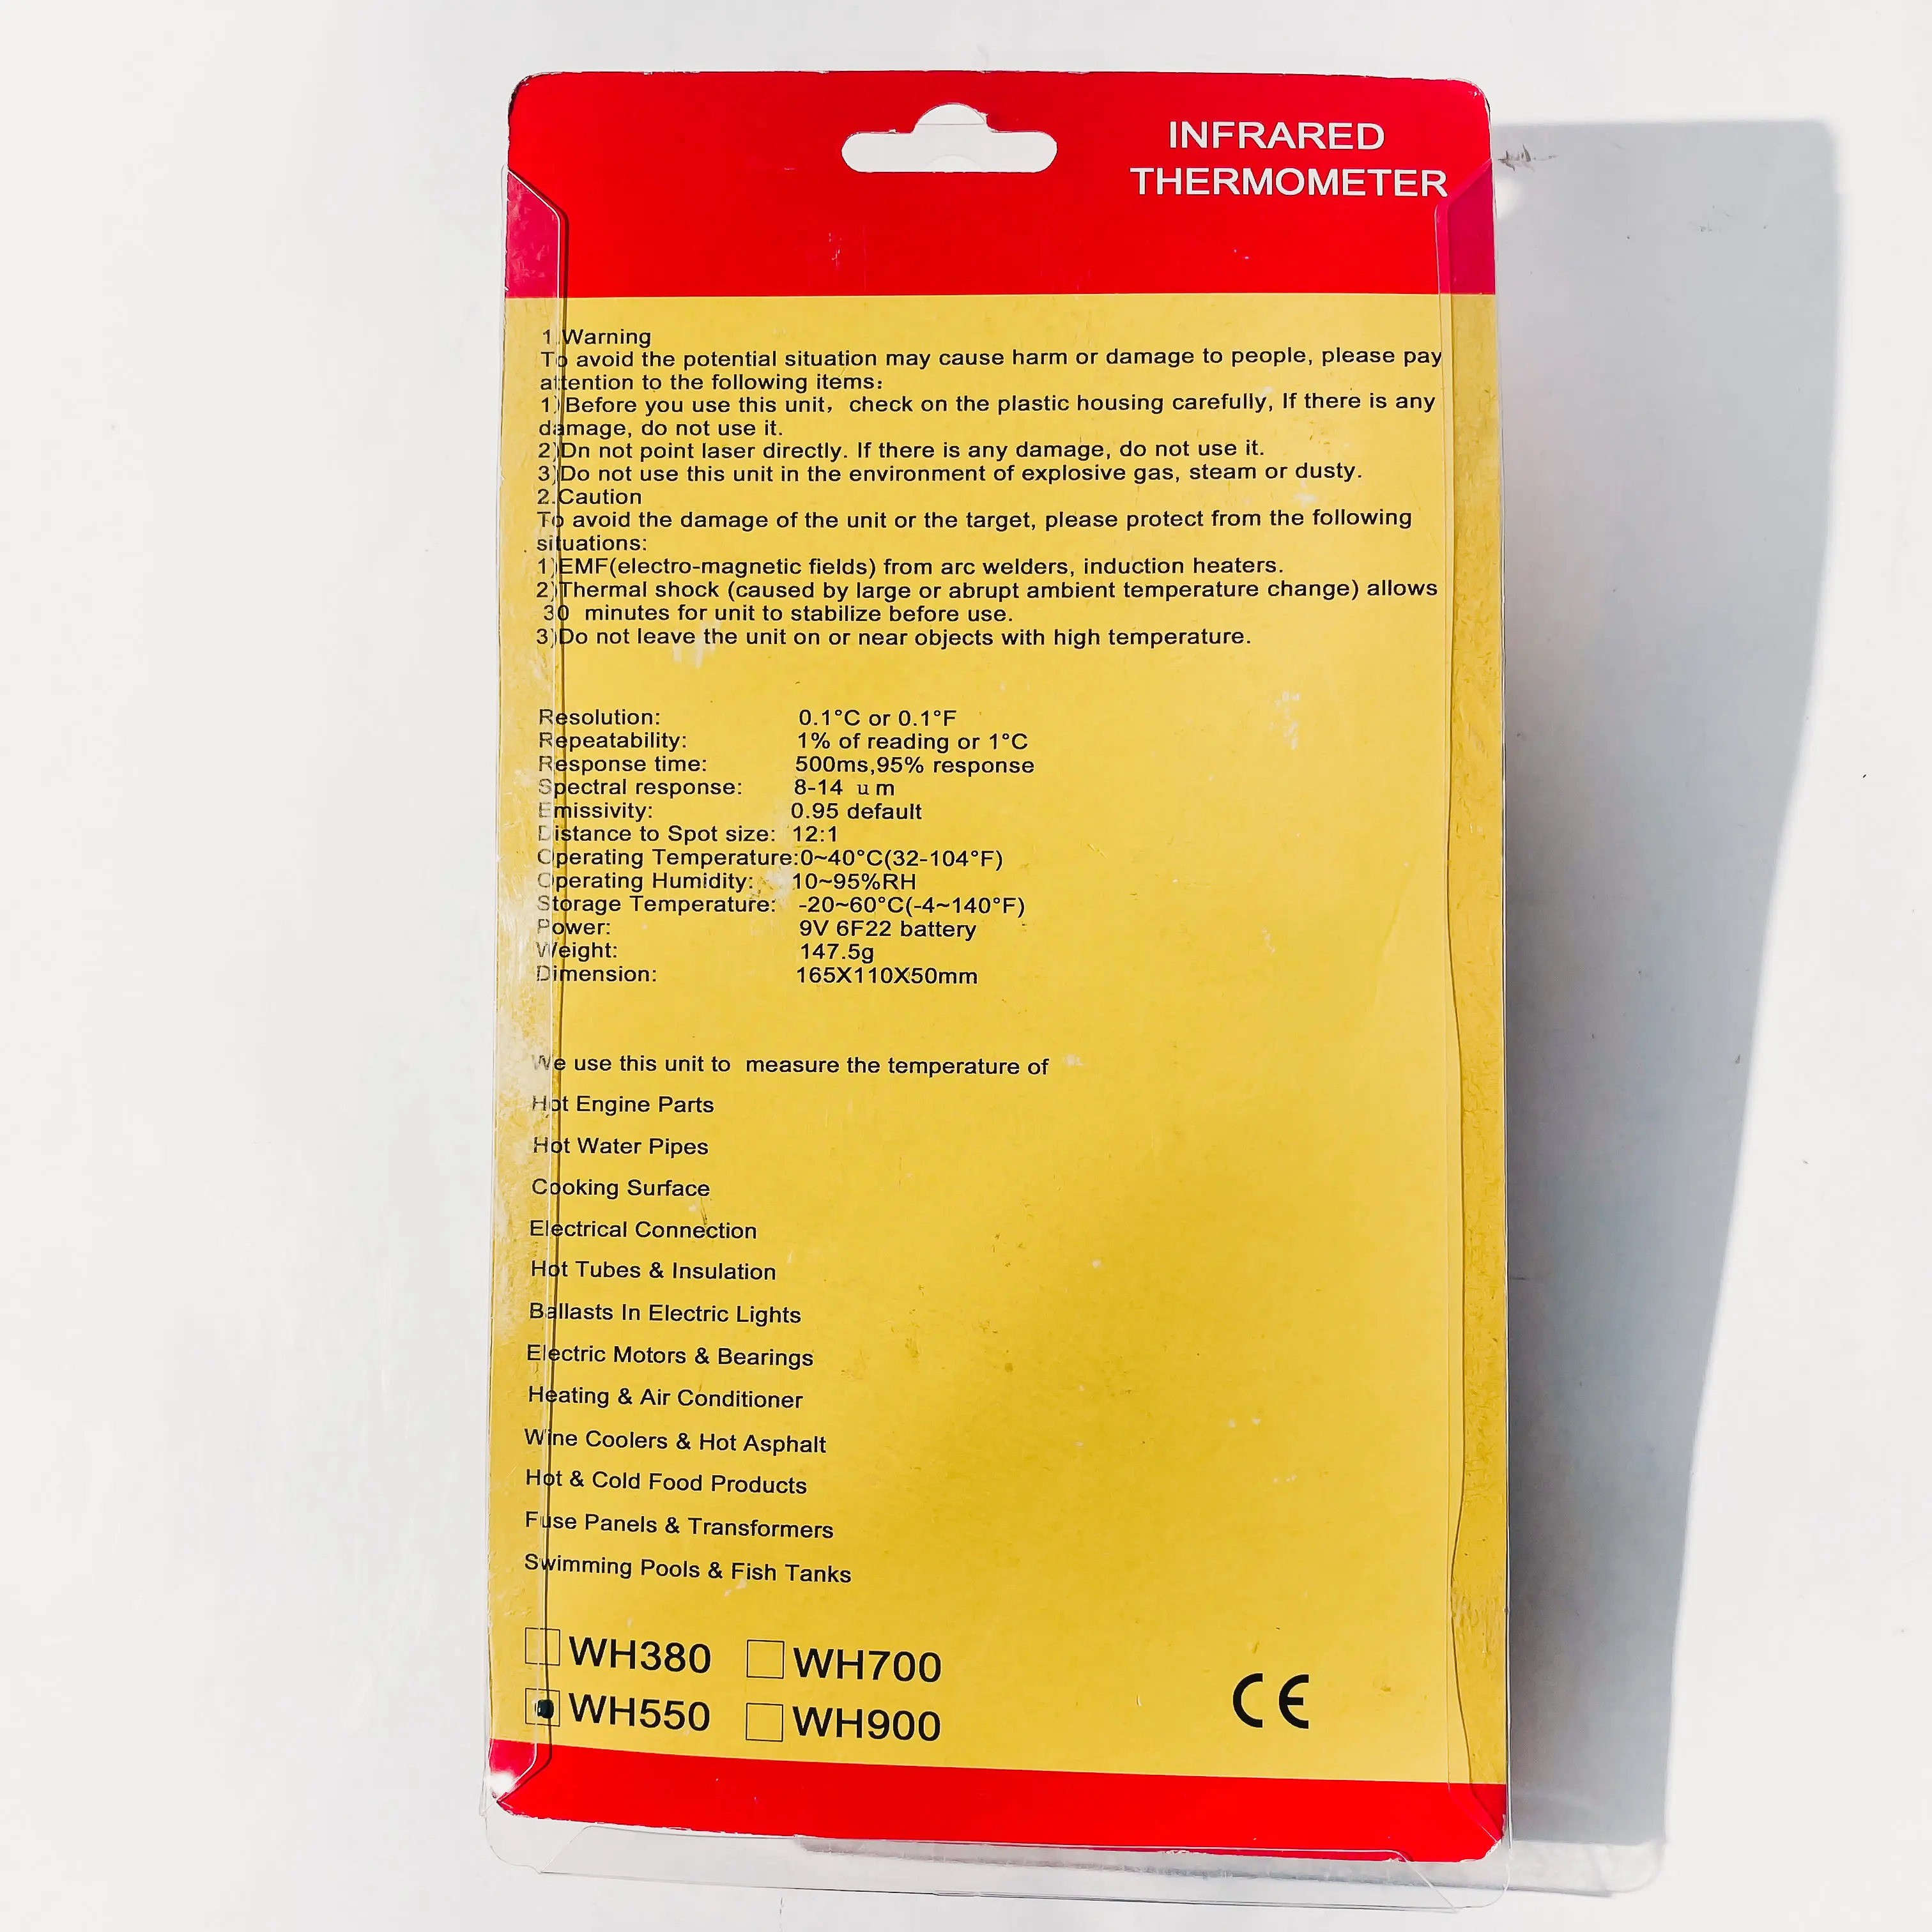 INFRARED
THERMOMETER
1.Warning
To avoid the potential situation may cause harm or damage to people, please pay
attention to the following items:
1)Before you use this unit, check on the plastic housing carefully, If there is any
damage, do not use it.
2)Dn not point laser directly. If there is any damage, do not use it.
3)Do not use this unit in the environment of explosive gas, steam or dusty.
2.Caution
To avoid the damage of the unit or the target, please protect from the following
situations:
1)EMF(electro-magnetic fields) from arc welders, induction heaters.
2)Thermal shock (caused by large or abrupt ambient temperature change) allows
30 minutes for unit to stabilize before use.
3)Do not leave the unit on or near objects with high temperature.
Resolution: 0.1°C or 0.1°F
Repeatability: 1% of reading or 1°C
Response time: 500ms,95% response
Spectral response: 8-14 um
Emissivity: 0.95 default
Distance to Spot size: 12:1
Operating Temperature:0~40°C(32-104°F)
Operating Humidity: 10~95%RH
Storage Temperature: -20~60°C(-4~140°F)
Power: 9V 6F22 battery
Weight: 147.5g
Dimension: 165X110X50mm
We use this unit to measure the temperature of
Hot Engine Parts
Hot Water Pipes
Cooking Surface
Electrical Connection
Hot Tubes & Insulation
Ballasts In Electric Lights
Electric Motors & Bearings
Heating & Air Conditioner
Wine Coolers & Hot Asphalt
Hot & Cold Food Products
Fuse Panels & Transformers
Swimming Pools & Fish Tanks
WH380 WH700
WH550 WH900
CE